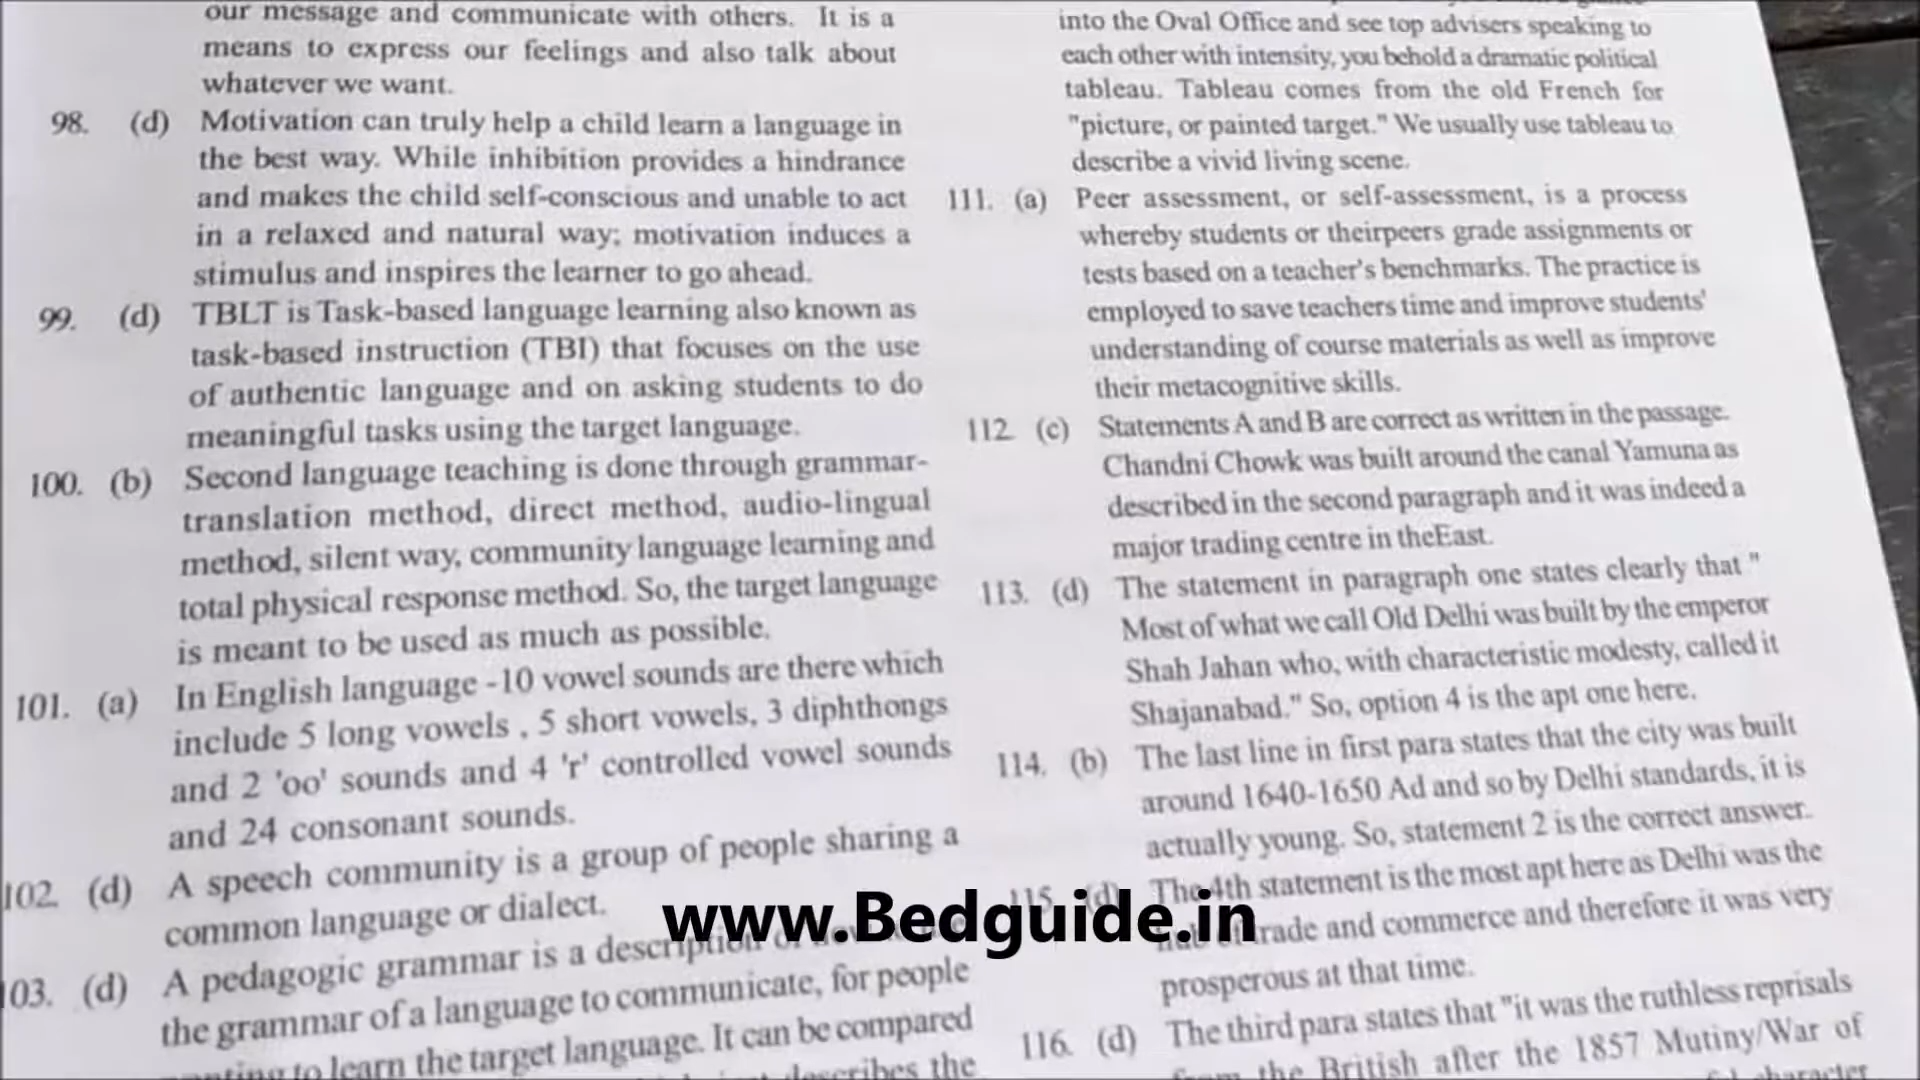 our message and communicate with others. It is a
means to express our feelings and also talk about
whatever we want.
98. (d) Motivation can truly help a child learn a language in
the best way. While inhibition provides a hindrance
and makes the child self-conscious and unable to act
in a relaxed and natural way; motivation induces a
stimulus and inspires the learner to go ahead.
99. (d) TBLT is Task-based language learning also known as
task-based instruction (TBI) that focuses on the use
of authentic language and on asking students to do
meaningful tasks using the target language.
100. (b) Second language teaching is done through grammar-
translation method, direct method, audio-lingual
method, silent way, community language learning and
total physical response method. So, the target language
is meant to be used as much as possible.
101. (a) In English language -10 vowel sounds are there which
include 5 long vowels , 5 short vowels, 3 diphthongs
and 2 'oo' sounds and 4 'r' controlled vowel sounds
and 24 consonant sounds.
102. (d) A speech community is a group of people sharing a
common language or dialect.
103. (d) A pedagogic grammar is a description of
the grammar of a language to communicate, for people
to learn the target language. It can be compared
describes the
into the Oval Office and see top advisers speaking to
each other with intensity, you behold a dramatic political
tableau. Tableau comes from the old French for
"picture, or painted target." We usually use tableau to
describe a vivid living scene.
111. (a) Peer assessment, or self-assessment, is a process
whereby students or theirpeers grade assignments or
tests based on a teacher's benchmarks. The practice is
employed to save teachers time and improve students'
understanding of course materials as well as improve
their metacognitive skills.
112. (c) Statements A and B are correct as written in the passage.
Chandni Chowk was built around the canal Yamuna as
described in the second paragraph and it was indeed a
major trading centre in theEast.
113. (d) The statement in paragraph one states clearly that "
Most of what we call Old Delhi was built by the emperor
Shah Jahan who, with characteristic modesty, called it
Shajanabad." So, option 4 is the apt one here.
114. (b) The last line in first para states that the city was built
around 1640-1650 Ad and so by Delhi standards, it is
actually young. So, statement 2 is the correct answer.
115. (d) The 4th statement is the most apt here as Delhi was the
hub of trade and commerce and therefore it was very
prosperous at that time.
116. (d) The third para states that "it was the ruthless reprisals
from the British after the 1857 Mutiny/War of
character
www.Bedguide.in